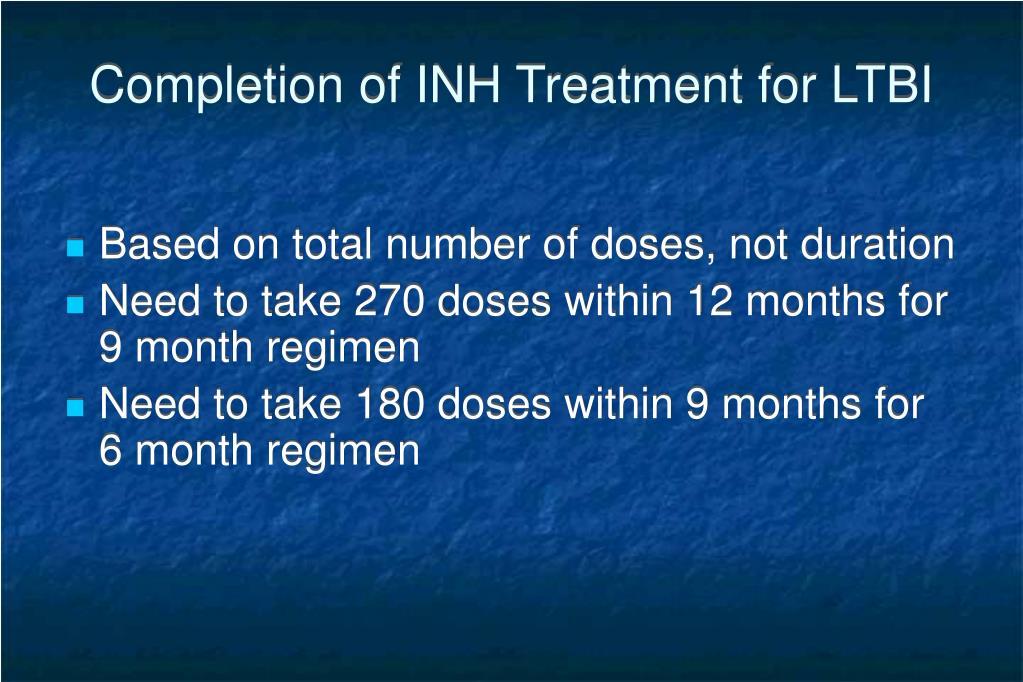 Completion of INH Treatment for LTBI
Based on total number of doses, not duration
Need to take 270 doses within 12 months for
9 month regimen
Need to take 180 doses within 9 months for
6 month regimen